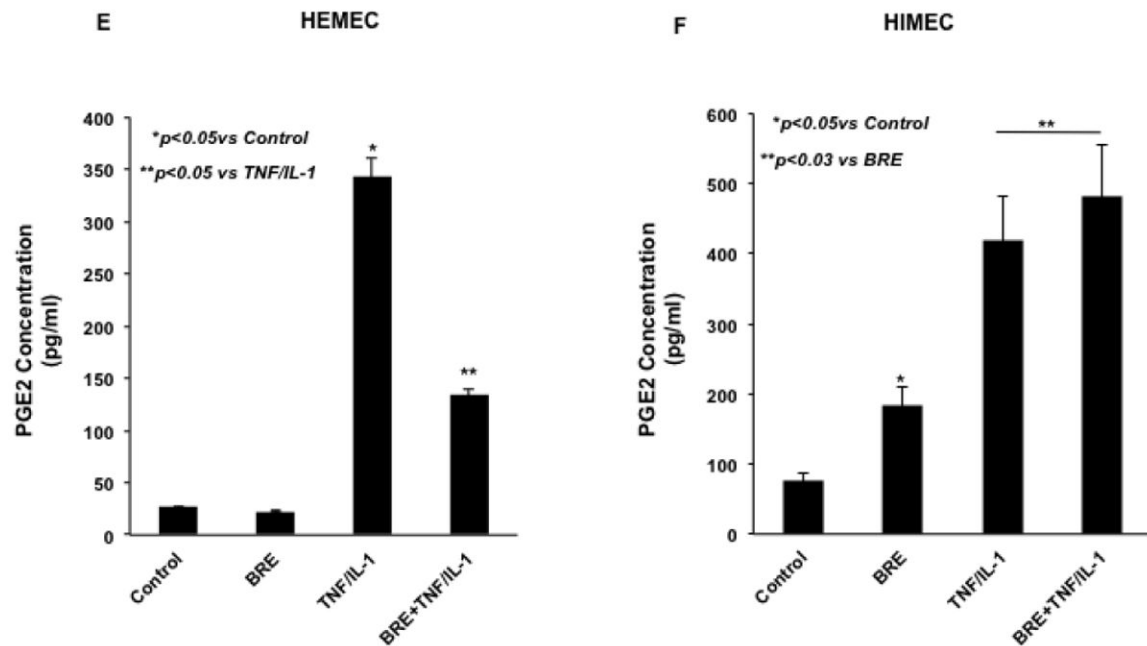 E
HEMEC
*p<0.05vs Control
**p<0.05 vs TNF/IL-1
*
**
PGE2 Concentration
(pg/ml)
400
350
300
250
200
150
100
50
0
Control
BRE
TNF/IL-1
BRE+TNF/IL-1
F
HIMEC
*p<0.05vs Control
**p<0.03 vs BRE
**
*
PGE2 Concentration
(pg/ml)
600
500
400
300
200
100
0
Control
BRE
TNF/IL-1
BRE+TNF/IL-1